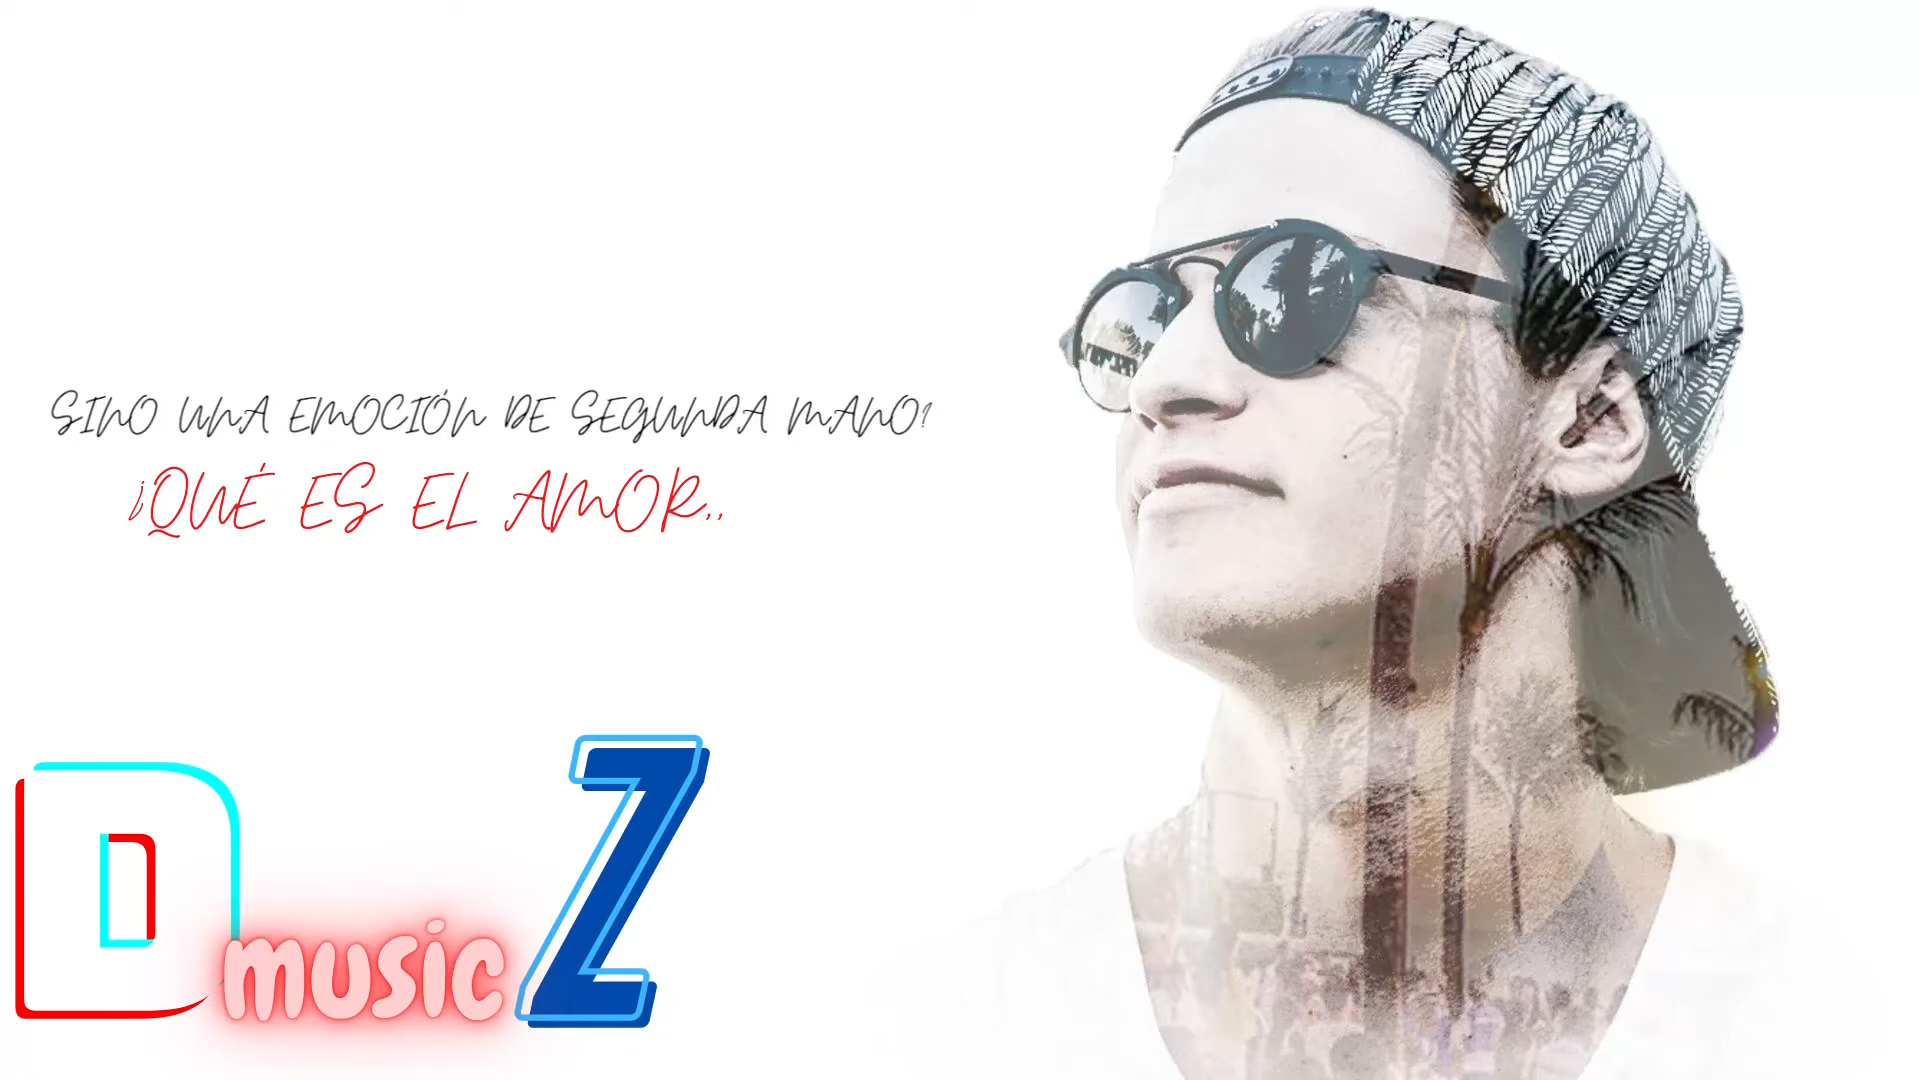 SINO UNA EMOCIÓN DE SEGUNDA MANO?
¡QUÉ ES EL AMOR,,
D music Z